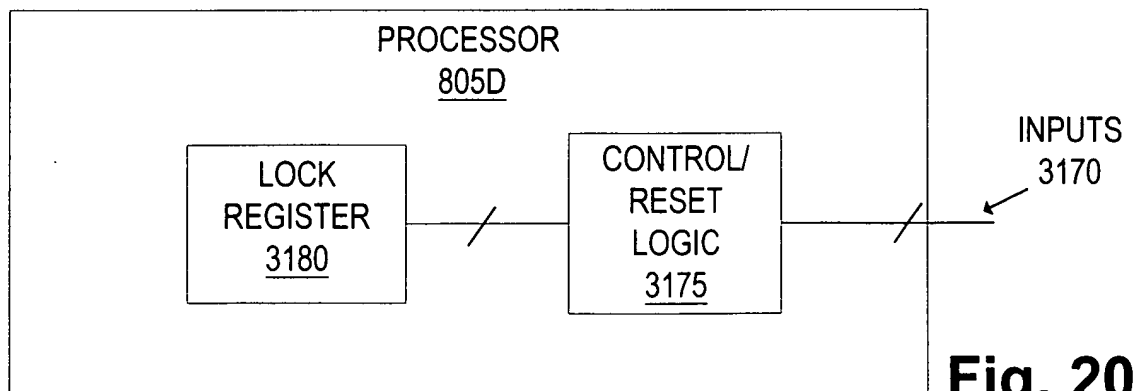 PROCESSOR
805D
LOCK
REGISTER
3180
CONTROL/
RESET
LOGIC
3175
INPUTS
3170
Fig. 20